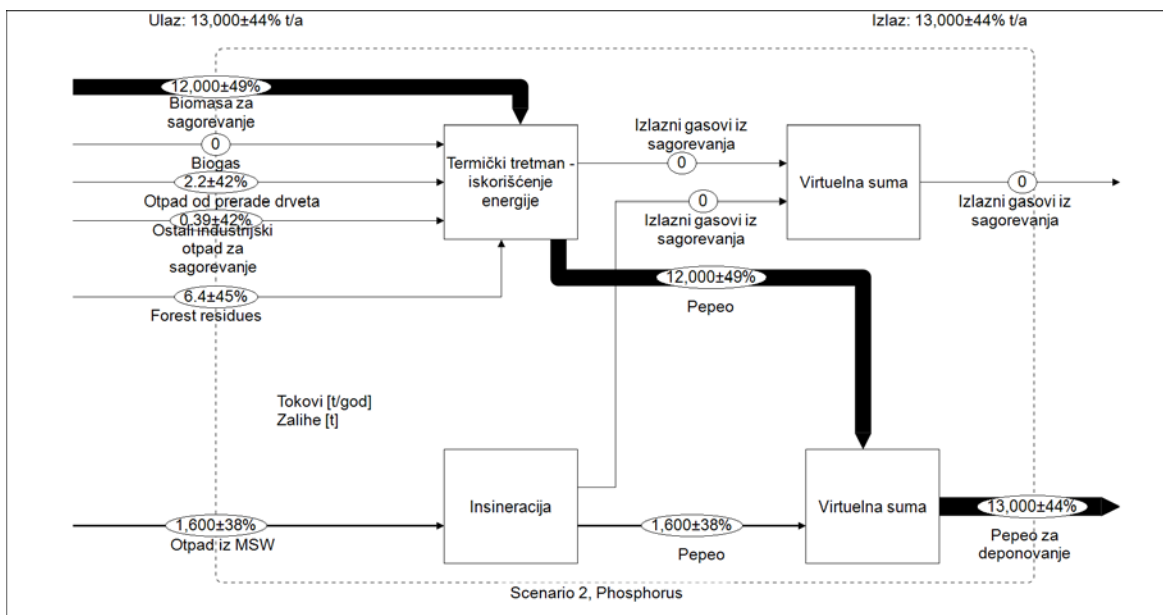 Ulaz: 13,000±44% t/a
Izlaz: 13,000±44% t/a
12,000±49%
Biomasa za
sagorevanje
0
Biogas
2.2±42%
Otpad od prerade drveta
0.39±42%
Ostali industrijski
otpad za
sagorevanje
6.4±45%
Forest residues
Termički tretman -
iskorišćenje
energije
Izlazni gasovi iz
sagorevanja
0
0
Izlazni gasovi iz
sagorevanja
Virtuelna suma
0
Izlazni gasovi iz
sagorevanja
12,000±49%
Pepeo
Tokovi [t/god]
Zalihe [t]
1,600±38%
Otpad iz MSW
Insineracija
1,600±38%
Pepeo
Virtuelna suma
13,000±44%
Pepeo za
deponovanje
Scenario 2, Phosphorus